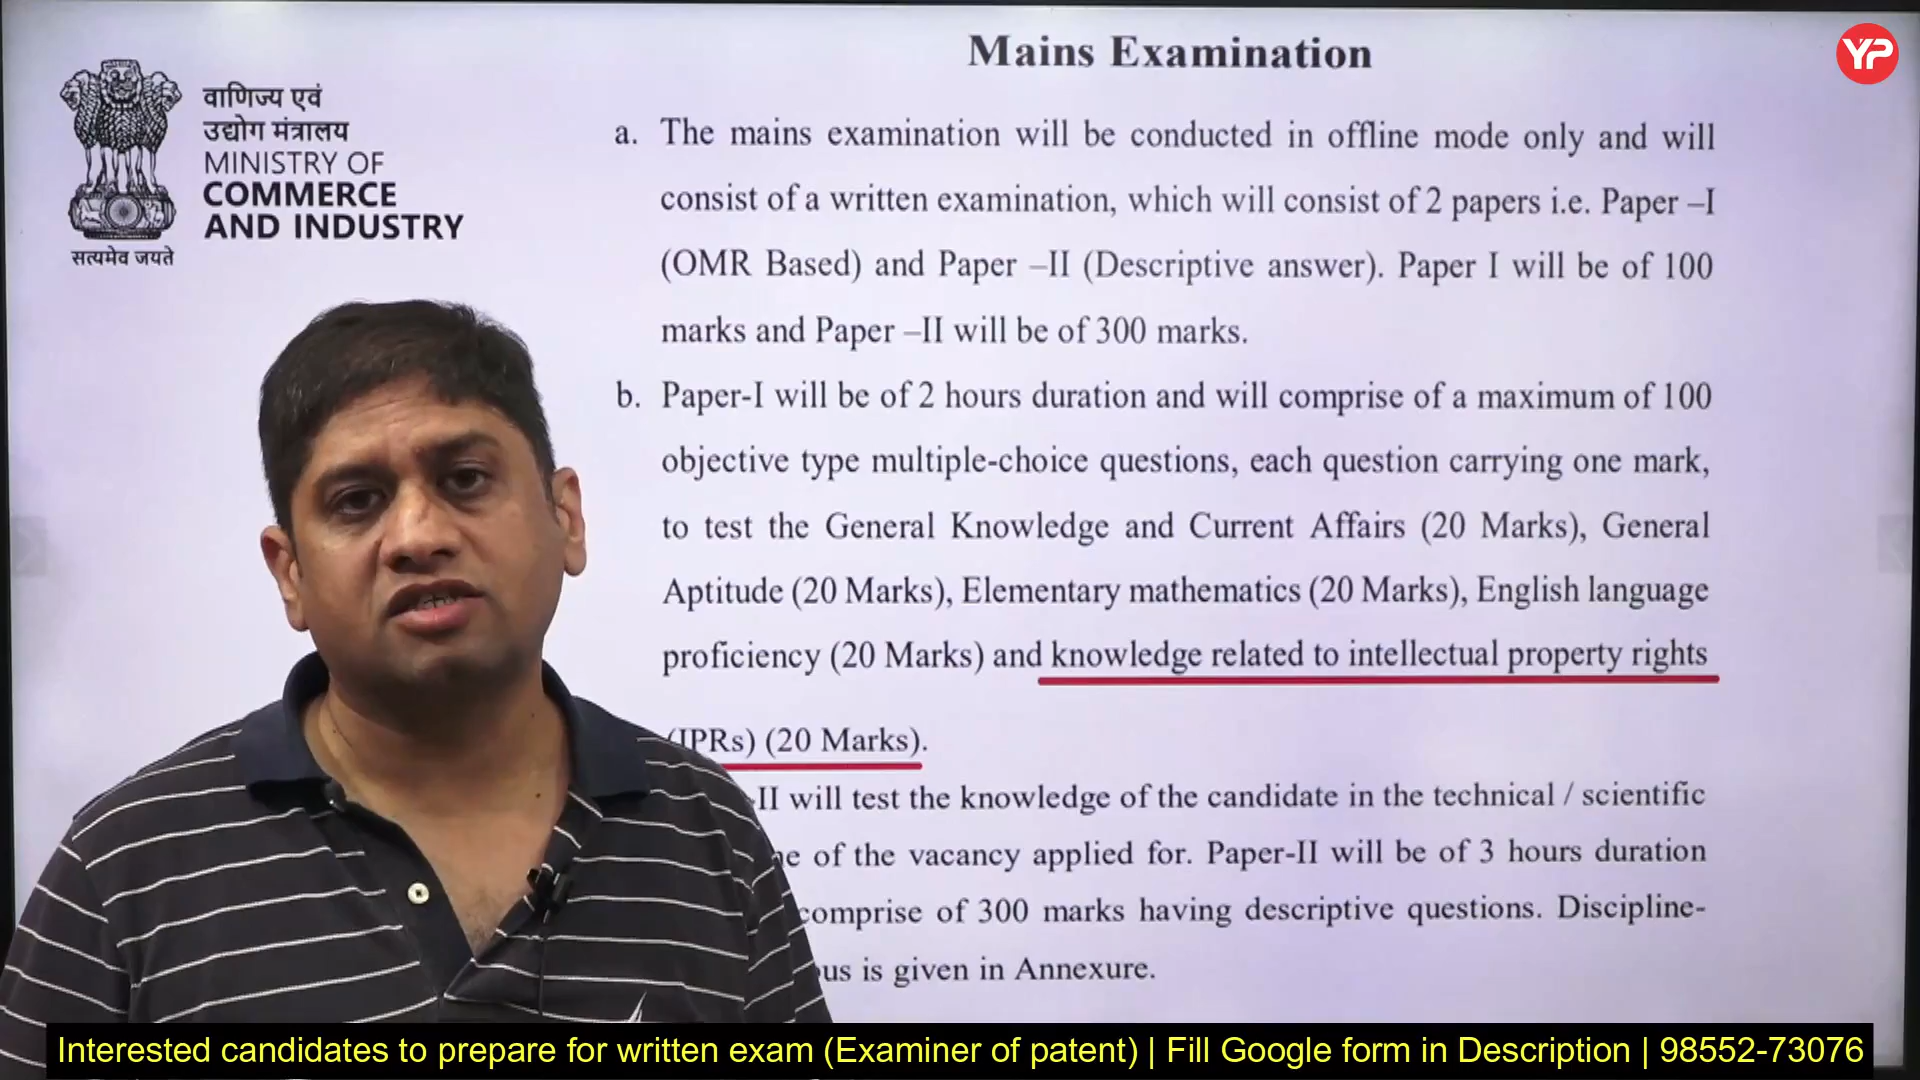 Mains Examination
YP
वाणिज्य एवं
उद्योग मंत्रालय
MINISTRY OF
COMMERCE
AND INDUSTRY
सत्यमेव जयते
a. The mains examination will be conducted in offline mode only and will
consist of a written examination, which will consist of 2 papers i.e. Paper –I
(OMR Based) and Paper –II (Descriptive answer). Paper I will be of 100
marks and Paper –II will be of 300 marks.
b. Paper-I will be of 2 hours duration and will comprise of a maximum of 100
objective type multiple-choice questions, each question carrying one mark,
to test the General Knowledge and Current Affairs (20 Marks), General
Aptitude (20 Marks), Elementary mathematics (20 Marks), English language
proficiency (20 Marks) and knowledge related to intellectual property rights
(IPRs) (20 Marks).
-II will test the knowledge of the candidate in the technical / scientific
of the vacancy applied for. Paper-II will be of 3 hours duration
comprise of 300 marks having descriptive questions. Discipline-
is given in Annexure.
Interested candidates to prepare for written exam (Examiner of patent) | Fill Google form in Description | 98552-73076